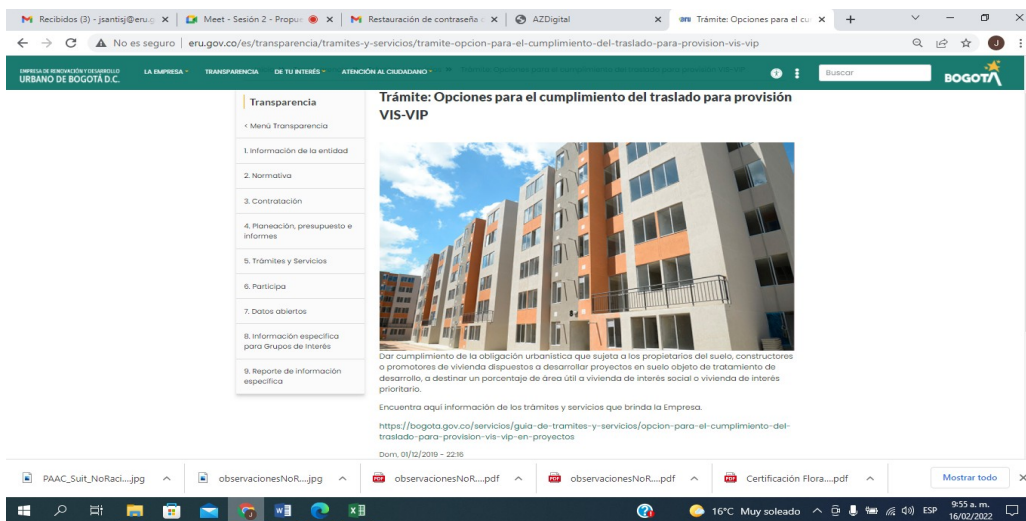 Recibidos (3) - jsantisj@eru.g
Meet - Sesión 2 - Propue
Restauración de contraseña
AZDigital
Trámite: Opciones para el cu
No es seguro
eru.gov.co/es/transparencia/tramites-y-servicios/tramite-opcion-para-el-cumplimiento-del-traslado-para-provision-vis-vip
J
EMPRESA DE RENOVACIÓN Y DESARROLLO
URBANO DE BOGOTÁ D.C.
LA EMPRESA
TRANSPARENCIA
DE TU INTERÉS
ATENCIÓN AL CIUDADANO
Buscar
BOGOTÁ
Transparencia
< Menú Transparencia
1. Información de la entidad
2. Normativa
3. Contratación
4. Planeación, presupuesto e
informes
5. Trámites y Servicios
6. Participa
7. Datos abiertos
8. Información específica
para Grupos de Interés
9. Reporte de información
específica
Trámite: Opciones para el cumplimiento del traslado para provisión
VIS-VIP
Dar cumplimiento de la obligación urbanística que sujeta a los propietarios del suelo, constructores
o promotores de vivienda dispuestos a desarrollar proyectos en suelo objeto de tratamiento de
desarrollo, a destinar un porcentaje de área útil a vivienda de interés social o vivienda de interés
prioritario.
Encuentra aquí información de los trámites y servicios que brinda la Empresa.
https://bogota.gov.co/servicios/guia-de-tramites-y-servicios/opcion-para-el-cumplimiento-del-
traslado-para-provision-vis-vip-en-proyectos
Dom, 01/12/2019 - 22:16
PAAC_Suit_NoRaci....jpg
observacionesNoR....jpg
observacionesNoR....pdf
observacionesNoR....pdf
Certificación Flora....pdf
Mostrar todo
16°C Muy soleado
ESP
9:55 a. m.
16/02/2022